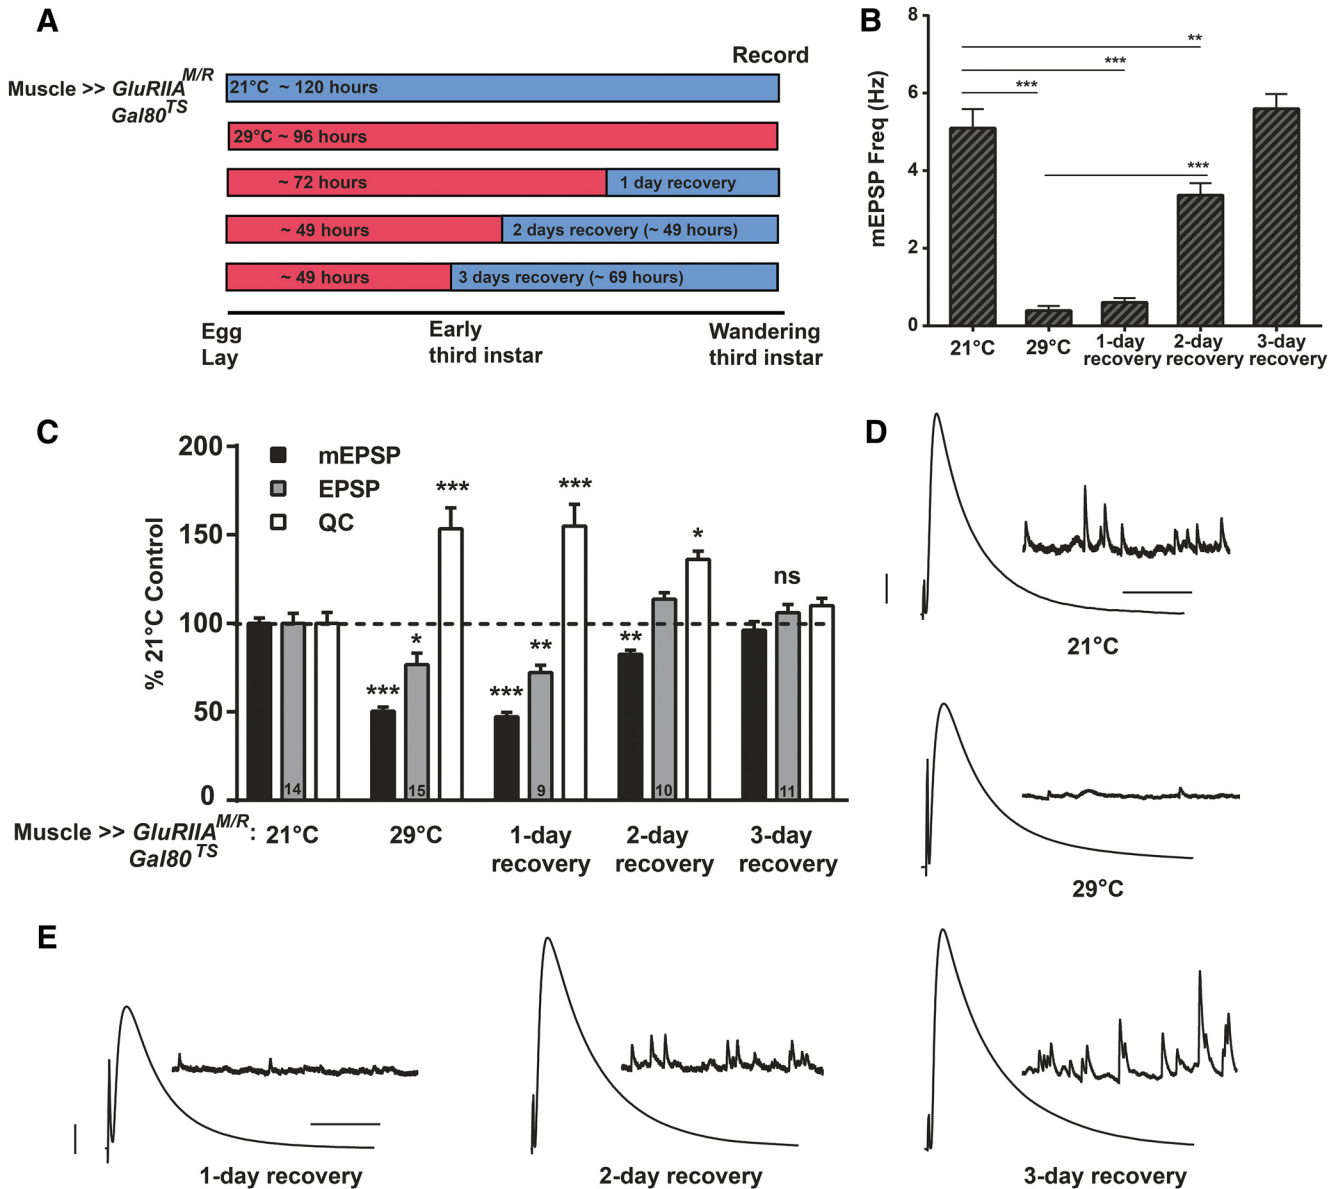 A
Record
Muscle >> GluRIIA M/R
Gal80 TS
21°C ~ 120 hours
29°C ~ 96 hours
~ 72 hours
1 day recovery
~ 49 hours
2 days recovery (~ 49 hours)
~ 49 hours
3 days recovery (~ 69 hours)
Egg
Lay
Early
third instar
Wandering
third instar
B
mEPSP Freq (Hz)
8
6
4
2
0
**
***
***
***
21°C
29°C
1-day
recovery
2-day
recovery
3-day
recovery
C
% 21°C Control
200
150
100
50
0
mEPSP
EPSP
QC
***
*
***
***
**
***
**
*
ns
14
15
9
10
11
Muscle >> GluRIIA M/R :
Gal80 TS
21°C
29°C
1-day
recovery
2-day
recovery
3-day
recovery
D
21°C
29°C
E
1-day recovery
2-day recovery
3-day recovery